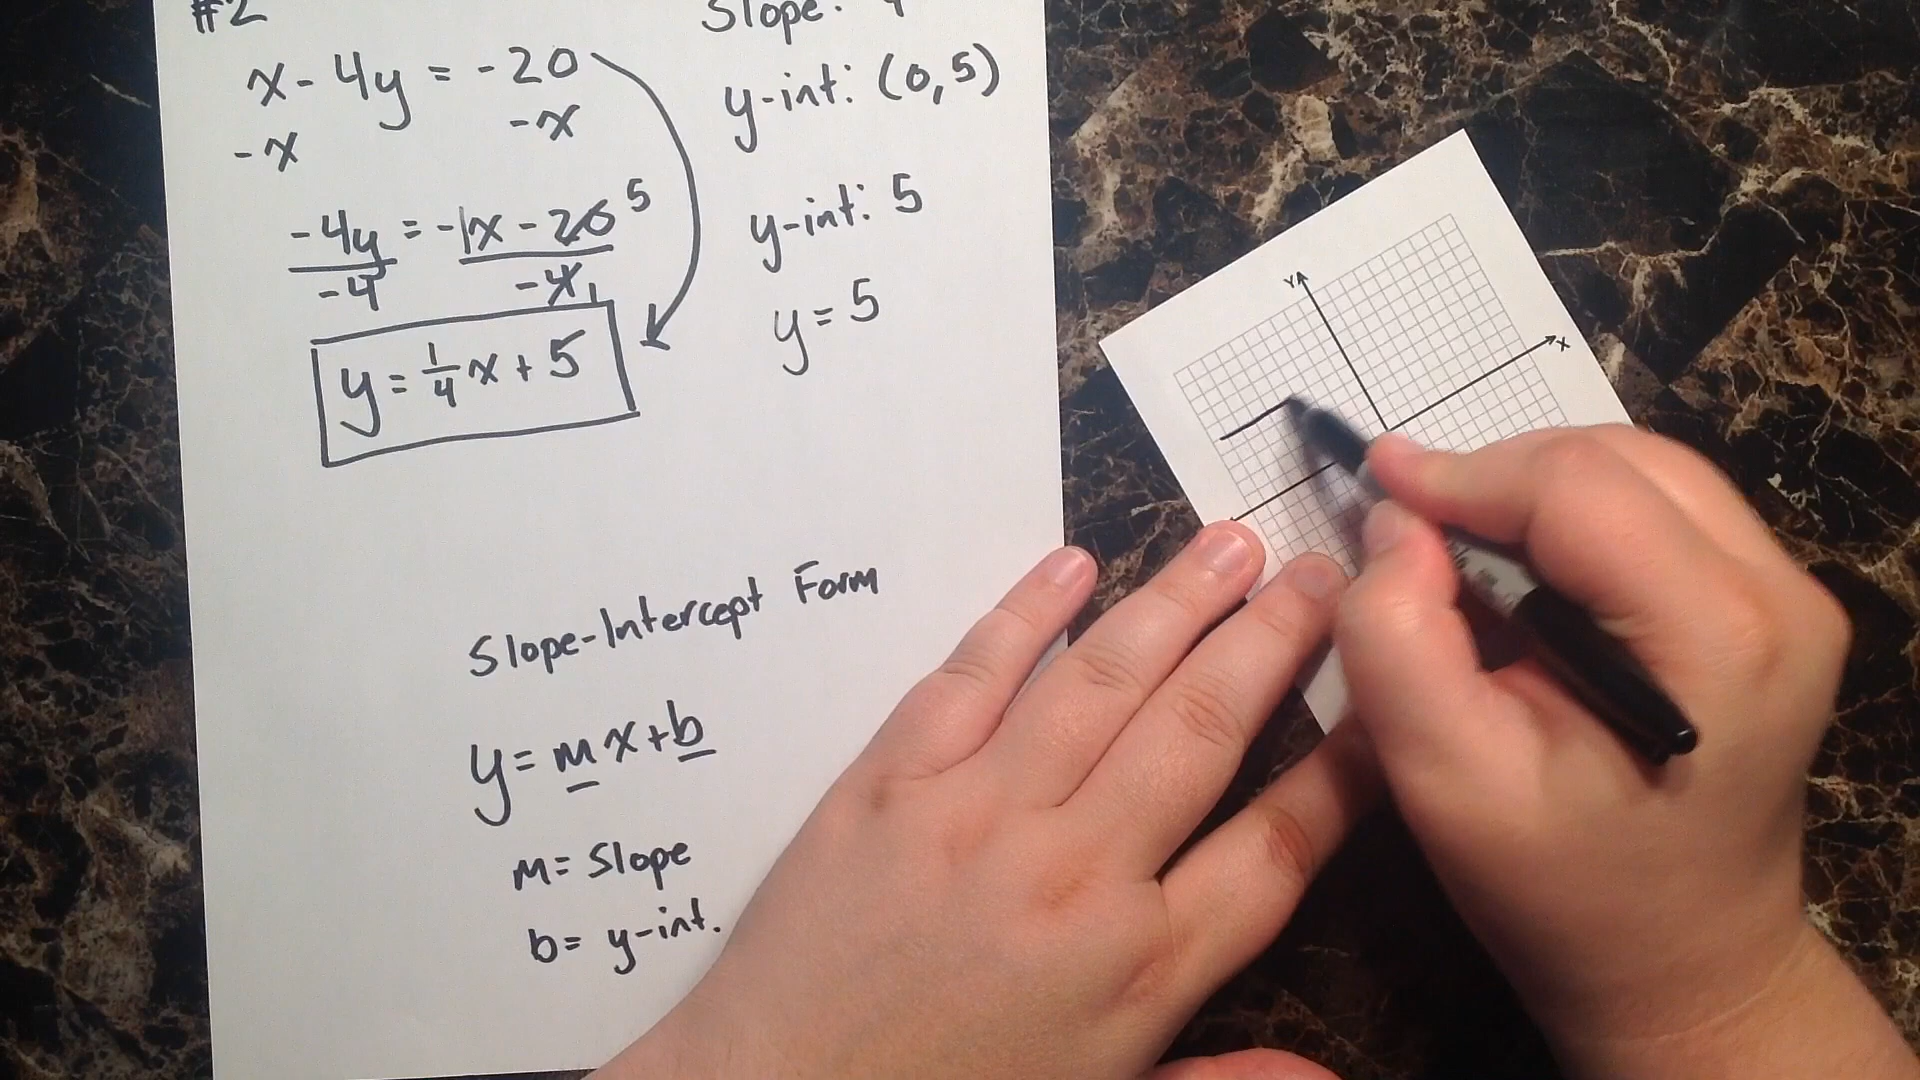 #2
x - 4y = -20
-x -x
-4y = -1x - 20 5
-4 -4 1
y = 1/4 x + 5
Slope:
y-int: (0, 5)
y-int: 5
y = 5
Slope-Intercept Form
y = mx + b
m = Slope
b = y-int.
Y
X